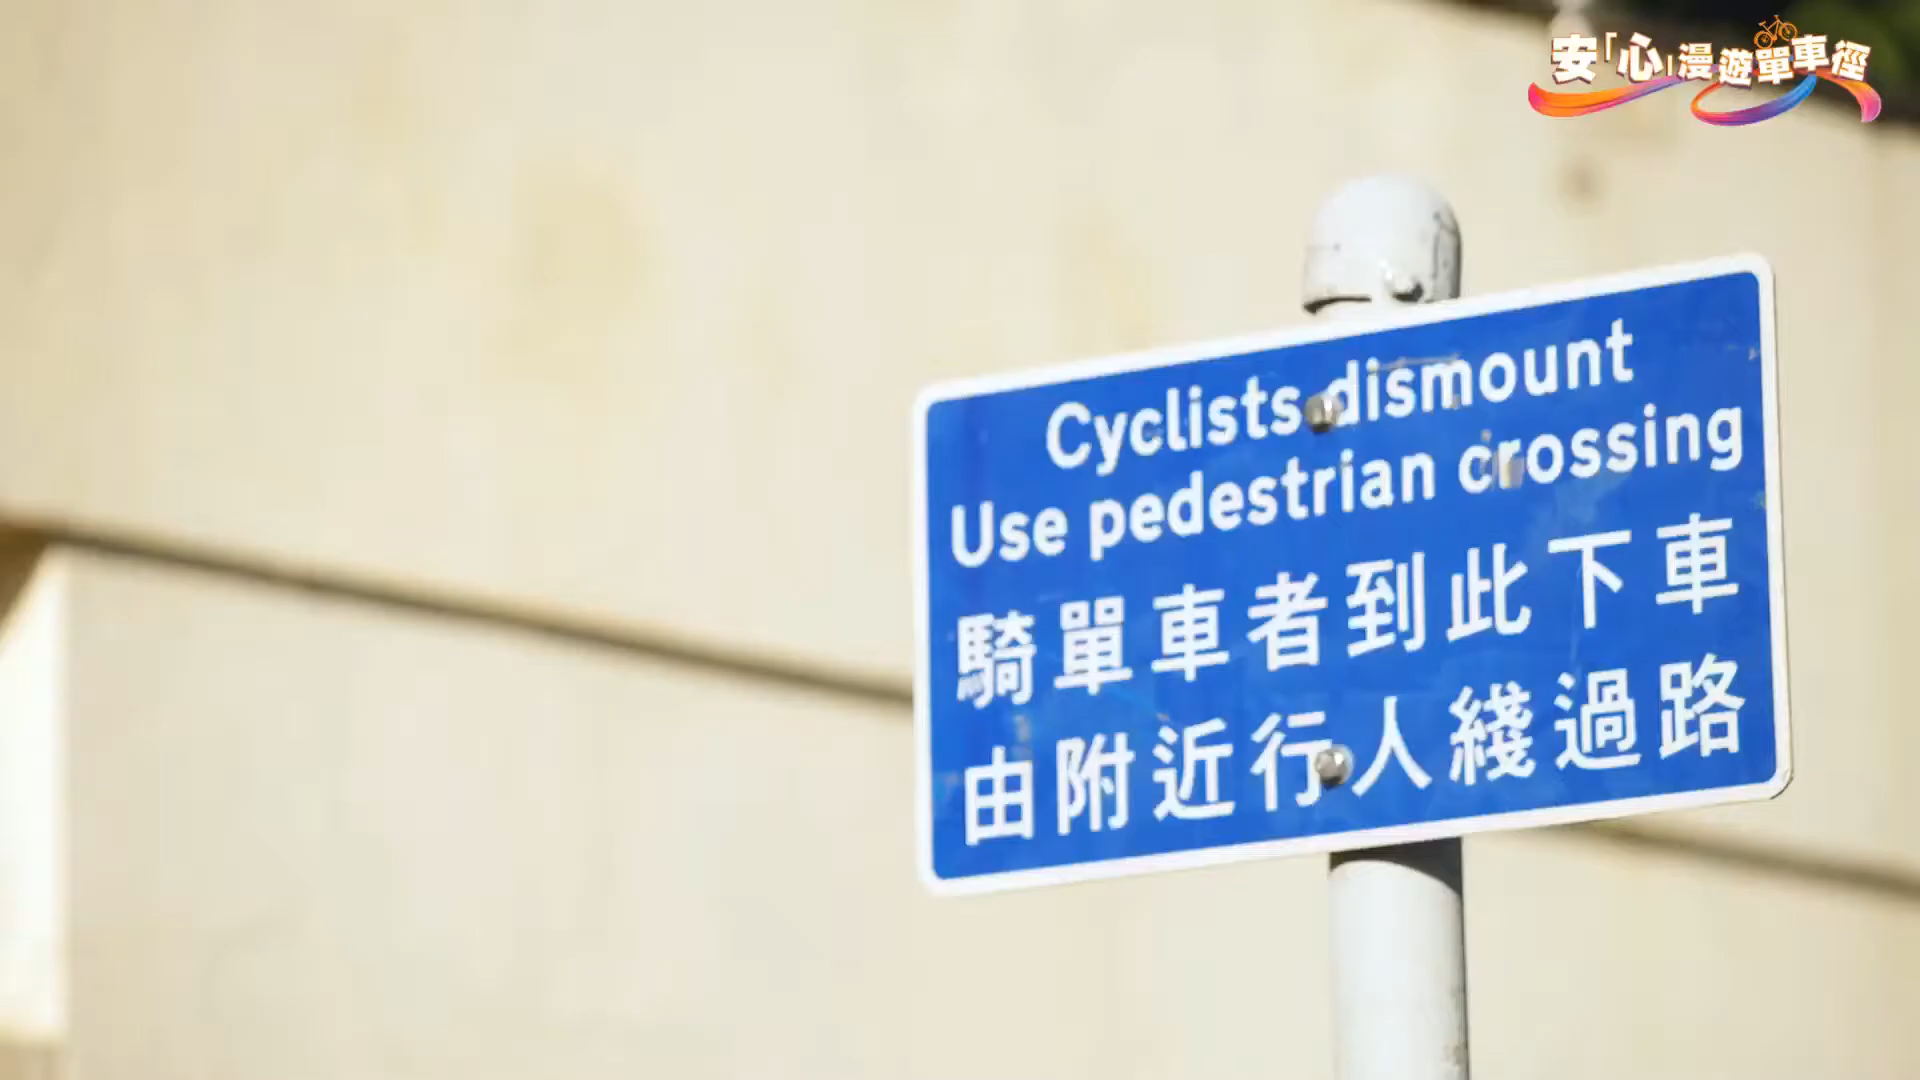 安「心」漫遊單車徑
Cyclists dismount
Use pedestrian crossing
騎單車者到此下車
由附近行人綫過路